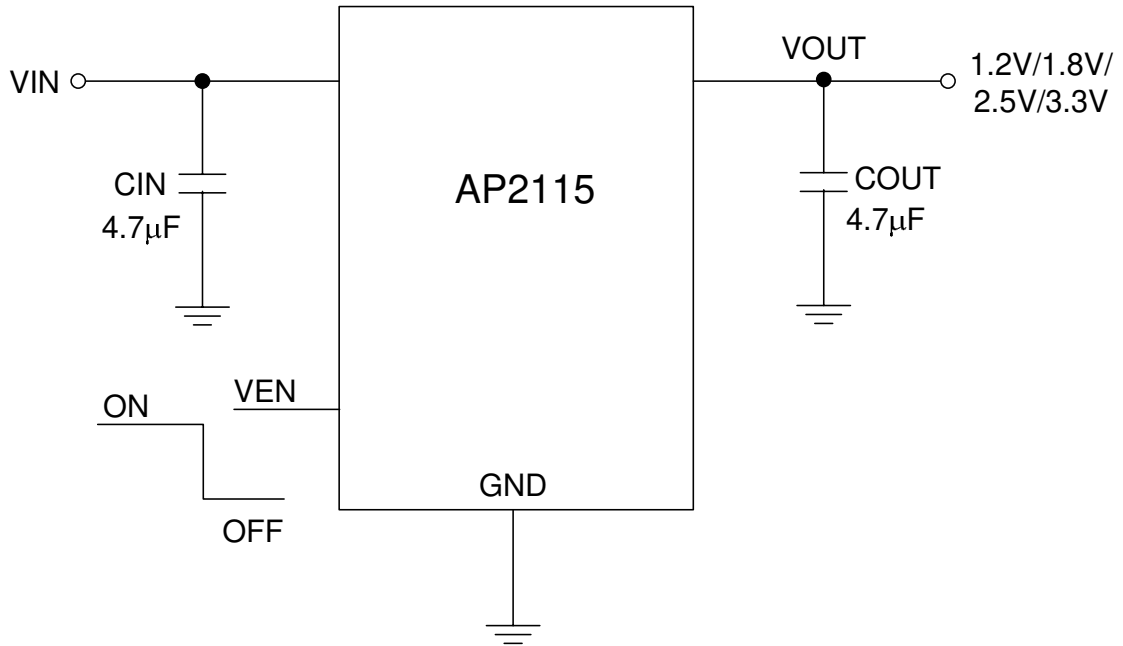 VIN
CIN
4.7μF
ON
VEN
OFF
AP2115
GND
VOUT
1.2V/1.8V/
2.5V/3.3V
COUT
4.7μF